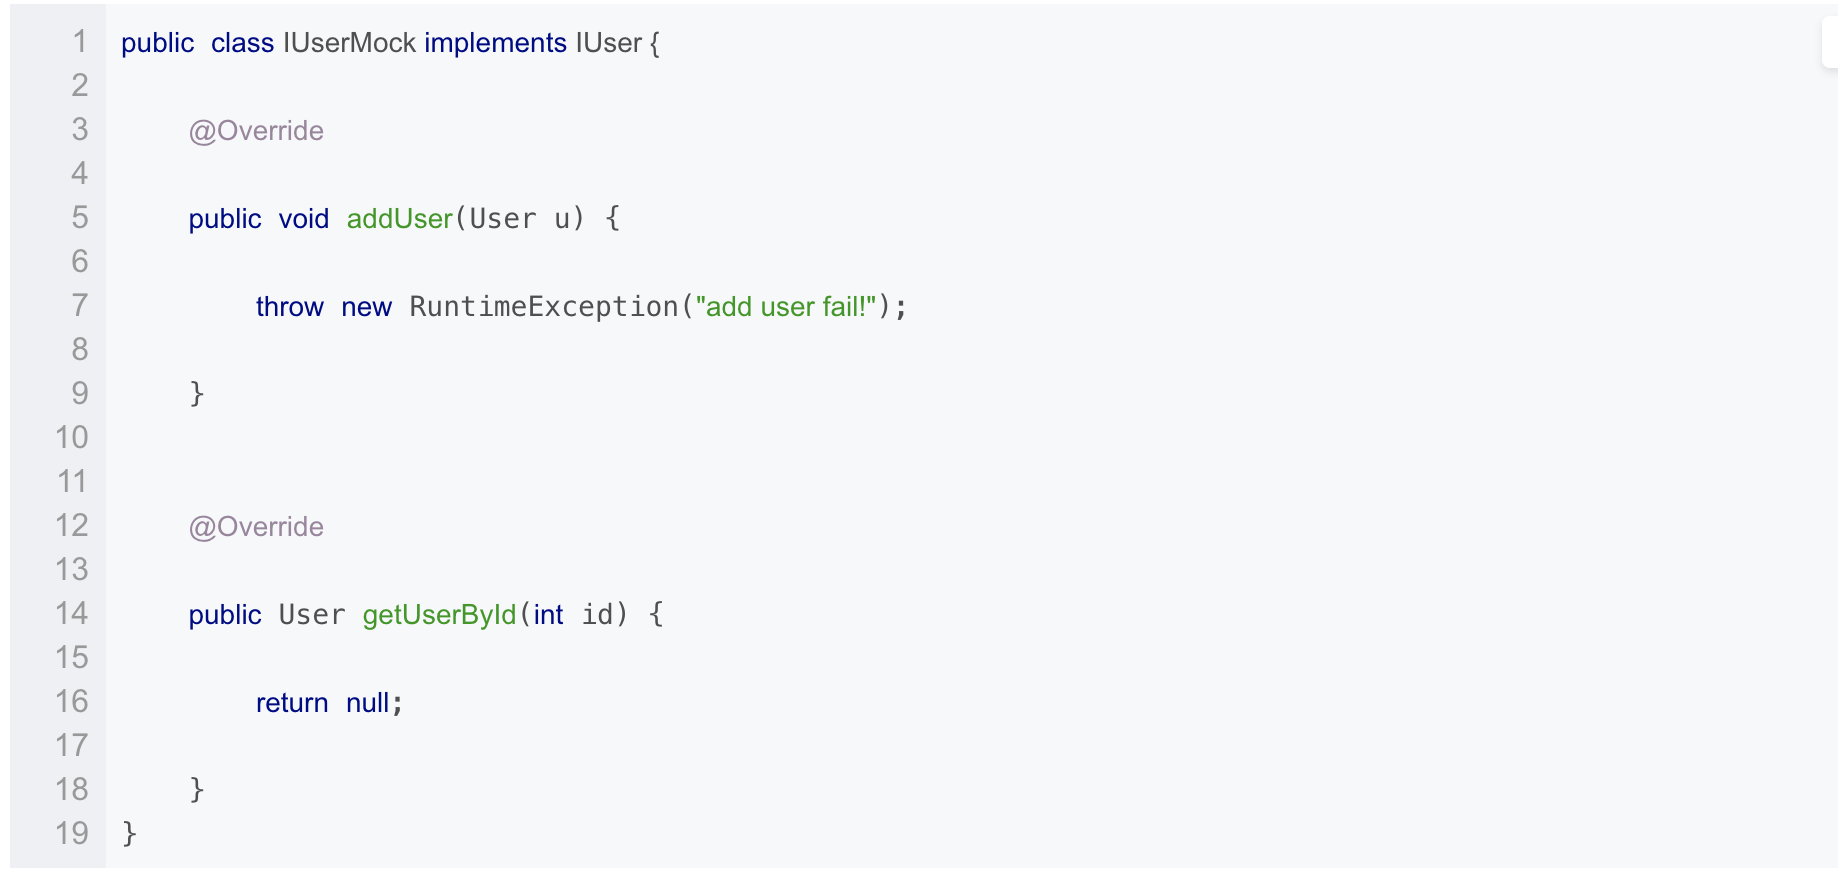 1 public class IUserMock implements IUser {
2
3 @Override
4
5 public void addUser(User u) {
6
7 throw new RuntimeException("add user fail!");
8
9 }
10
11
12 @Override
13
14 public User getUserById(int id) {
15
16 return null;
17
18 }
19 }